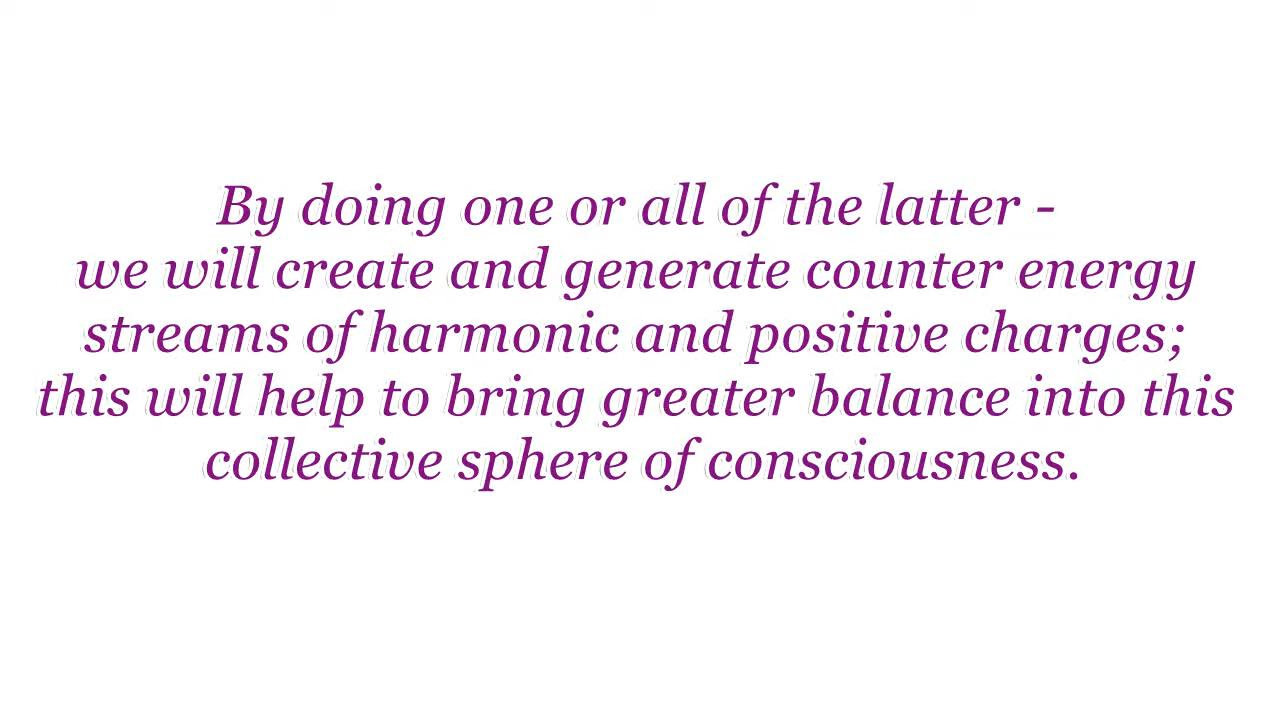 By doing one or all of the latter -
we will create and generate counter energy
streams of harmonic and positive charges;
this will help to bring greater balance into this
collective sphere of consciousness.